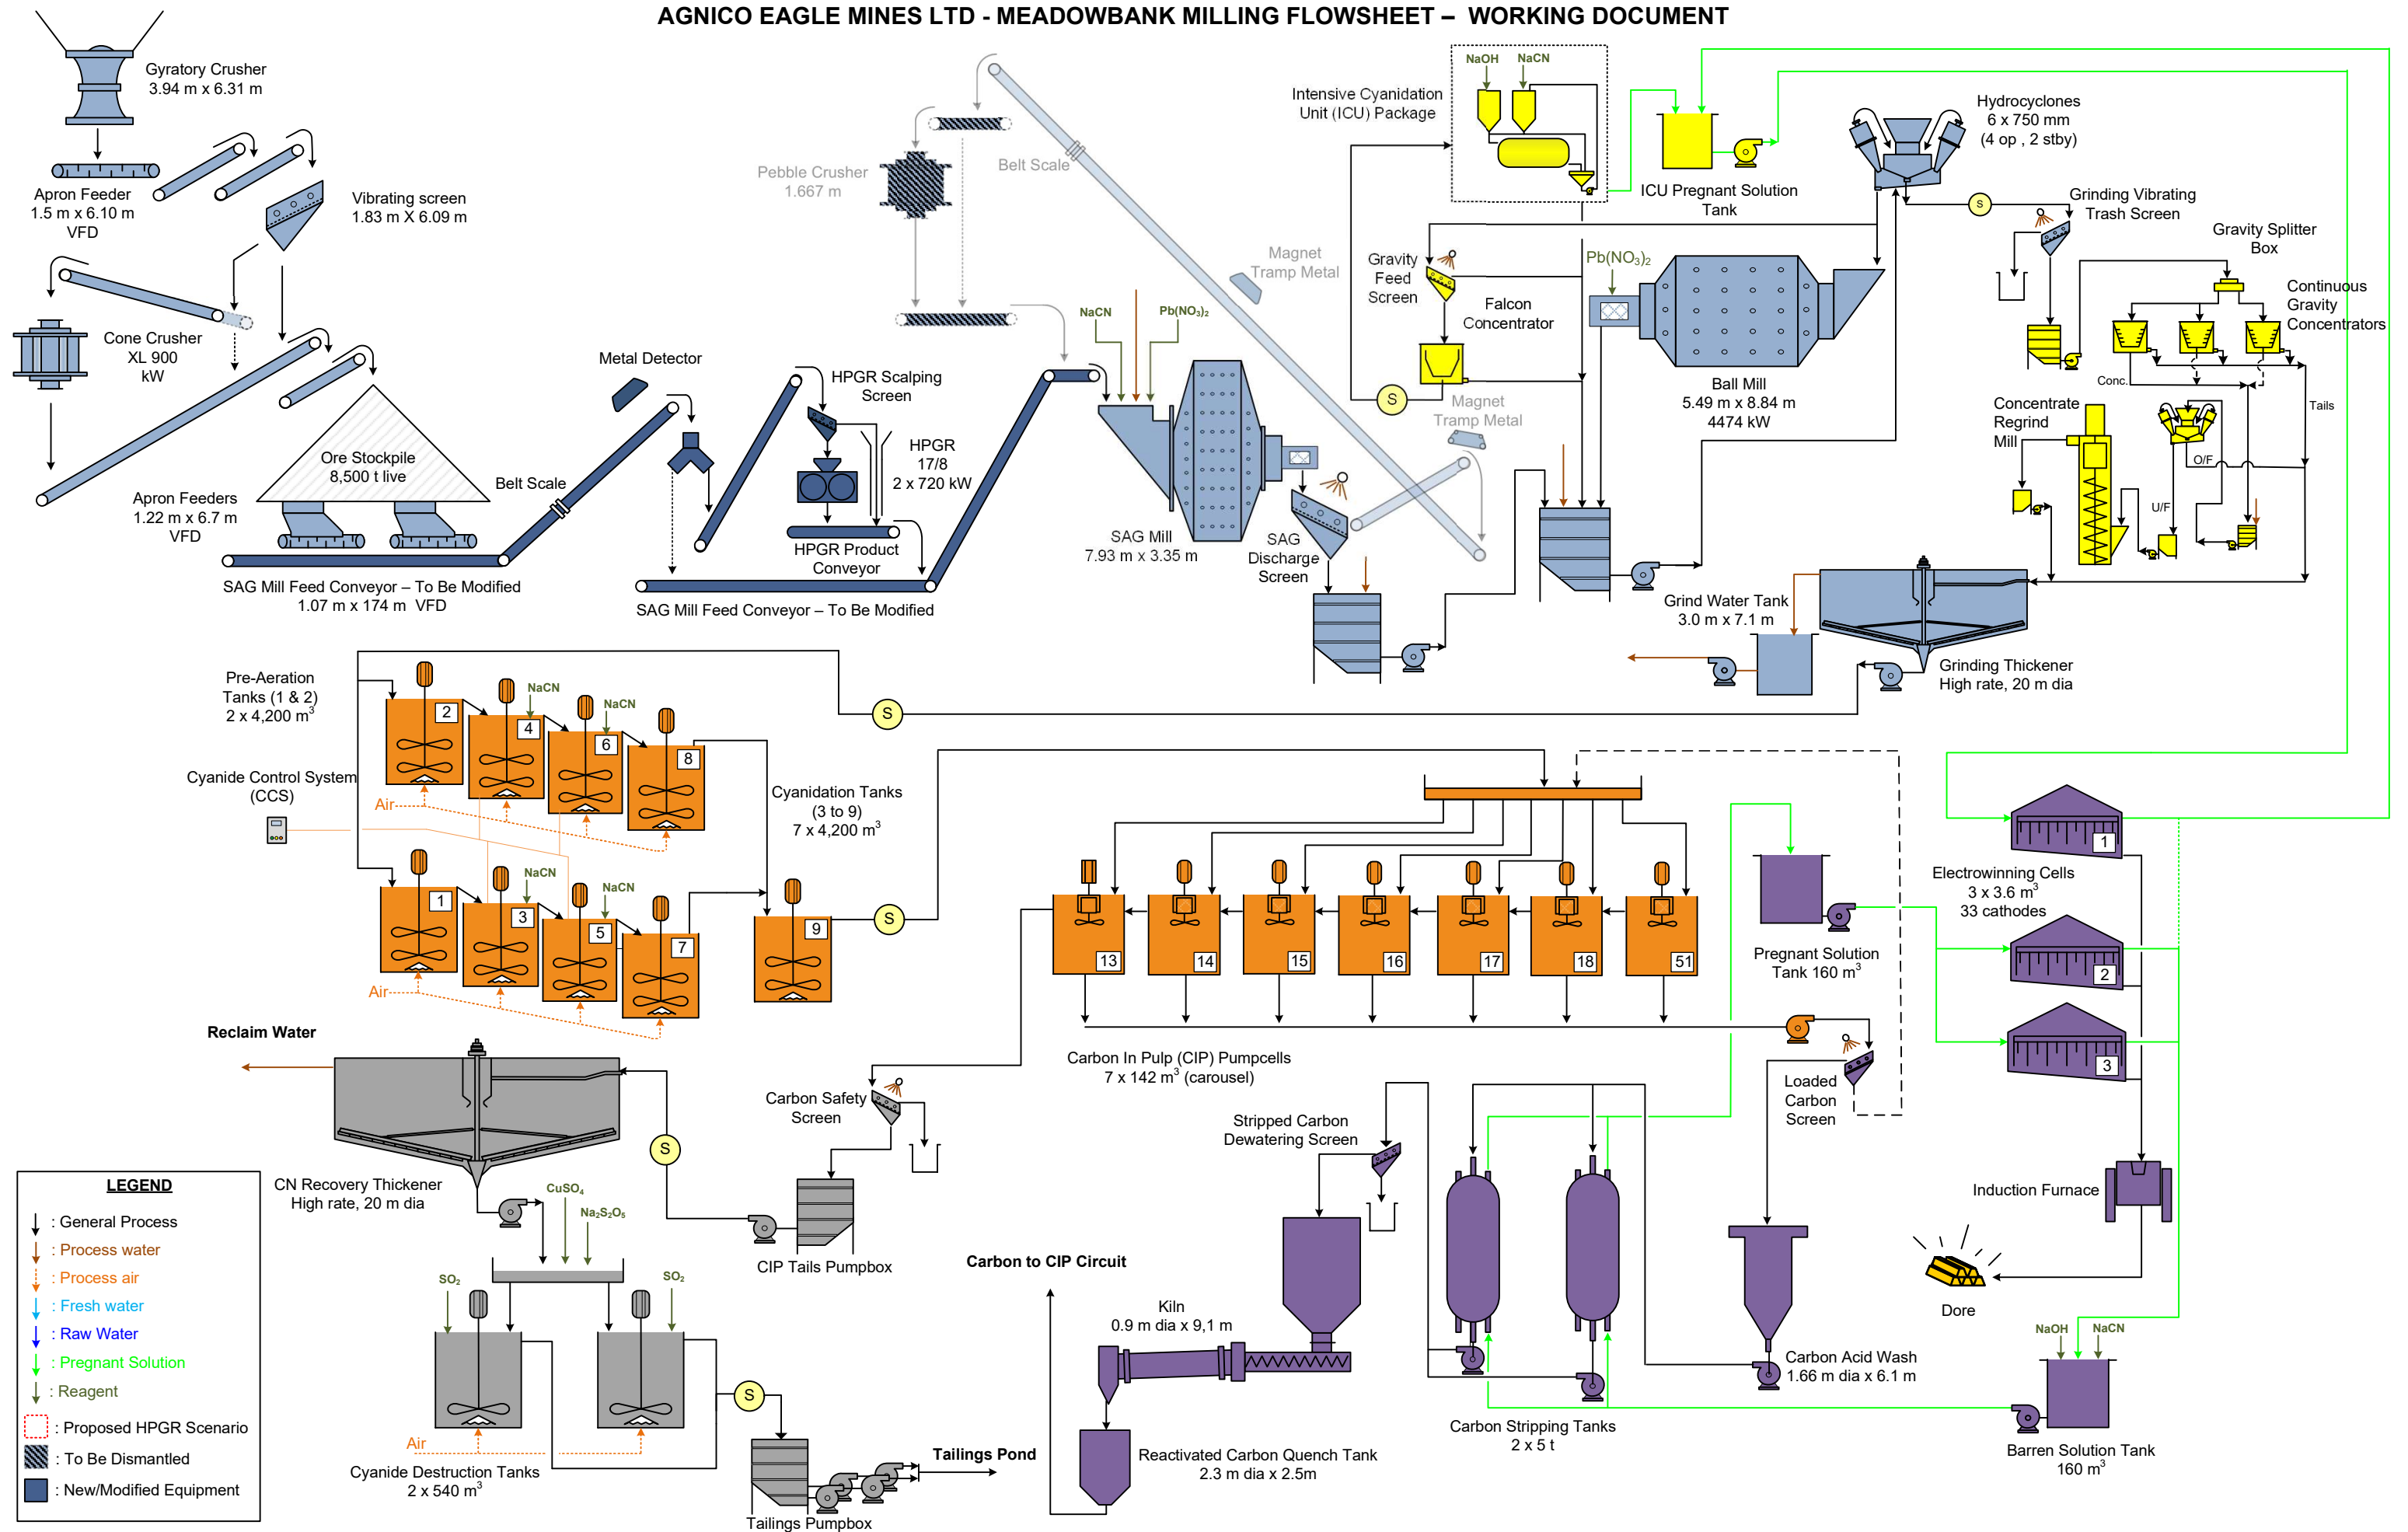 AGNICO EAGLE MINES LTD - MEADOWBANK MILLING FLOWSHEET – WORKING DOCUMENT
Gyratory Crusher
3.94 m x 6.31 m
Apron Feeder
1.5 m x 6.10 m
VFD
Vibrating screen
1.83 m X 6.09 m
Cone Crusher
XL 900
kW
Ore Stockpile
8,500 t live
Apron Feeders
1.22 m x 6.7 m
VFD
SAG Mill Feed Conveyor – To Be Modified
1.07 m x 174 m VFD
Belt Scale
Metal Detector
HPGR Scalping
Screen
HPGR
17/8
2 x 720 kW
HPGR Product
Conveyor
SAG Mill Feed Conveyor – To Be Modified
Pebble Crusher
1.667 m
Belt Scale
Magnet
Tramp Metal
NaCN
Pb(NO3)2
SAG Mill
7.93 m x 3.35 m
SAG
Discharge
Screen
Magnet
Tramp Metal
Intensive Cyanidation
Unit (ICU) Package
NaOH
NaCN
ICU Pregnant Solution
Tank
Gravity
Feed
Screen
Falcon
Concentrator
S
Pb(NO3)2
Ball Mill
5.49 m x 8.84 m
4474 kW
Hydrocyclones
6 x 750 mm
(4 op , 2 stby)
S
Grinding Vibrating
Trash Screen
Gravity Splitter
Box
Continuous
Gravity
Concentrators
Conc.
Tails
Concentrate
Regrind
Mill
O/F
U/F
Grind Water Tank
3.0 m x 7.1 m
Grinding Thickener
High rate, 20 m dia
Pre-Aeration
Tanks (1 & 2)
2 x 4,200 m3
2
4
6
8
NaCN
NaCN
Air
S
Cyanide Control System
(CCS)
Cyanidation Tanks
(3 to 9)
7 x 4,200 m3
1
3
5
7
9
NaCN
NaCN
Air
S
13
14
15
16
17
18
51
Carbon In Pulp (CIP) Pumpcells
7 x 142 m3 (carousel)
Pregnant Solution
Tank 160 m3
Electrowinning Cells
3 x 3.6 m3
33 cathodes
1
2
3
Loaded
Carbon
Screen
Induction Furnace
Dore
Reclaim Water
CN Recovery Thickener
High rate, 20 m dia
S
Carbon Safety
Screen
CIP Tails Pumpbox
CuSO4
Na2S2O5
SO2
SO2
Air
Cyanide Destruction Tanks
2 x 540 m3
S
Tailings Pumpbox
Tailings Pond
Stripped Carbon
Dewatering Screen
Carbon to CIP Circuit
Kiln
0.9 m dia x 9,1 m
Reactivated Carbon Quench Tank
2.3 m dia x 2.5m
Carbon Stripping Tanks
2 x 5 t
Carbon Acid Wash
1.66 m dia x 6.1 m
NaOH
NaCN
Barren Solution Tank
160 m3
LEGEND
: General Process
: Process water
: Process air
: Fresh water
: Raw Water
: Pregnant Solution
: Reagent
: Proposed HPGR Scenario
: To Be Dismantled
: New/Modified Equipment